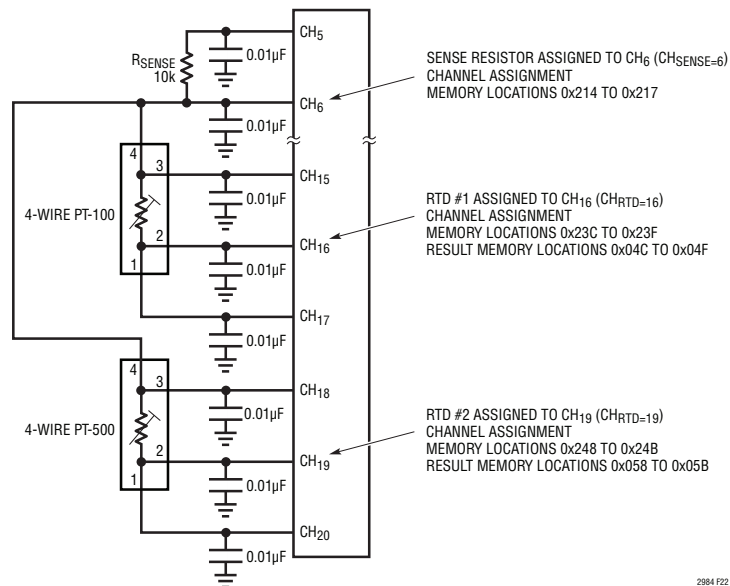 CH5
0.01µF
RSENSE
10k
CH6
0.01µF
SENSE RESISTOR ASSIGNED TO CH6 (CHSENSE=6)
CHANNEL ASSIGNMENT
MEMORY LOCATIONS 0x214 TO 0x217
4
3
CH15
0.01µF
4-WIRE PT-100
2
1
CH16
0.01µF
RTD #1 ASSIGNED TO CH16 (CHRTD=16)
CHANNEL ASSIGNMENT
MEMORY LOCATIONS 0x23C TO 0x23F
RESULT MEMORY LOCATIONS 0x04C TO 0x04F
CH17
0.01µF
4
3
CH18
0.01µF
4-WIRE PT-500
2
1
CH19
0.01µF
RTD #2 ASSIGNED TO CH19 (CHRTD=19)
CHANNEL ASSIGNMENT
MEMORY LOCATIONS 0x248 TO 0x24B
RESULT MEMORY LOCATIONS 0x058 TO 0x05B
CH20
0.01µF
2984 F22